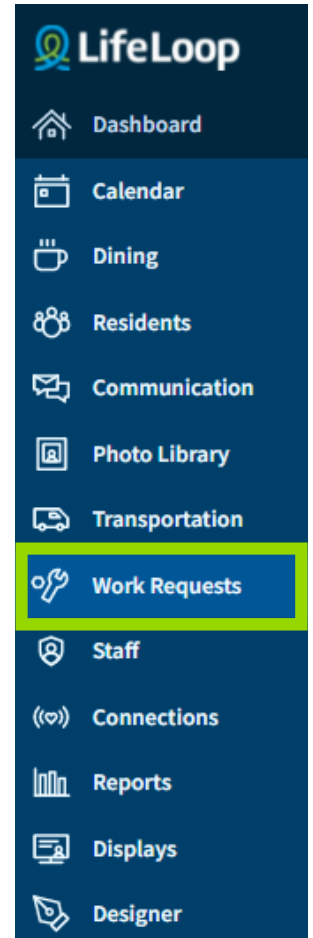 LifeLoop
Dashboard
Calendar
Dining
Residents
Communication
Photo Library
Transportation
Work Requests
Staff
Connections
Reports
Displays
Designer